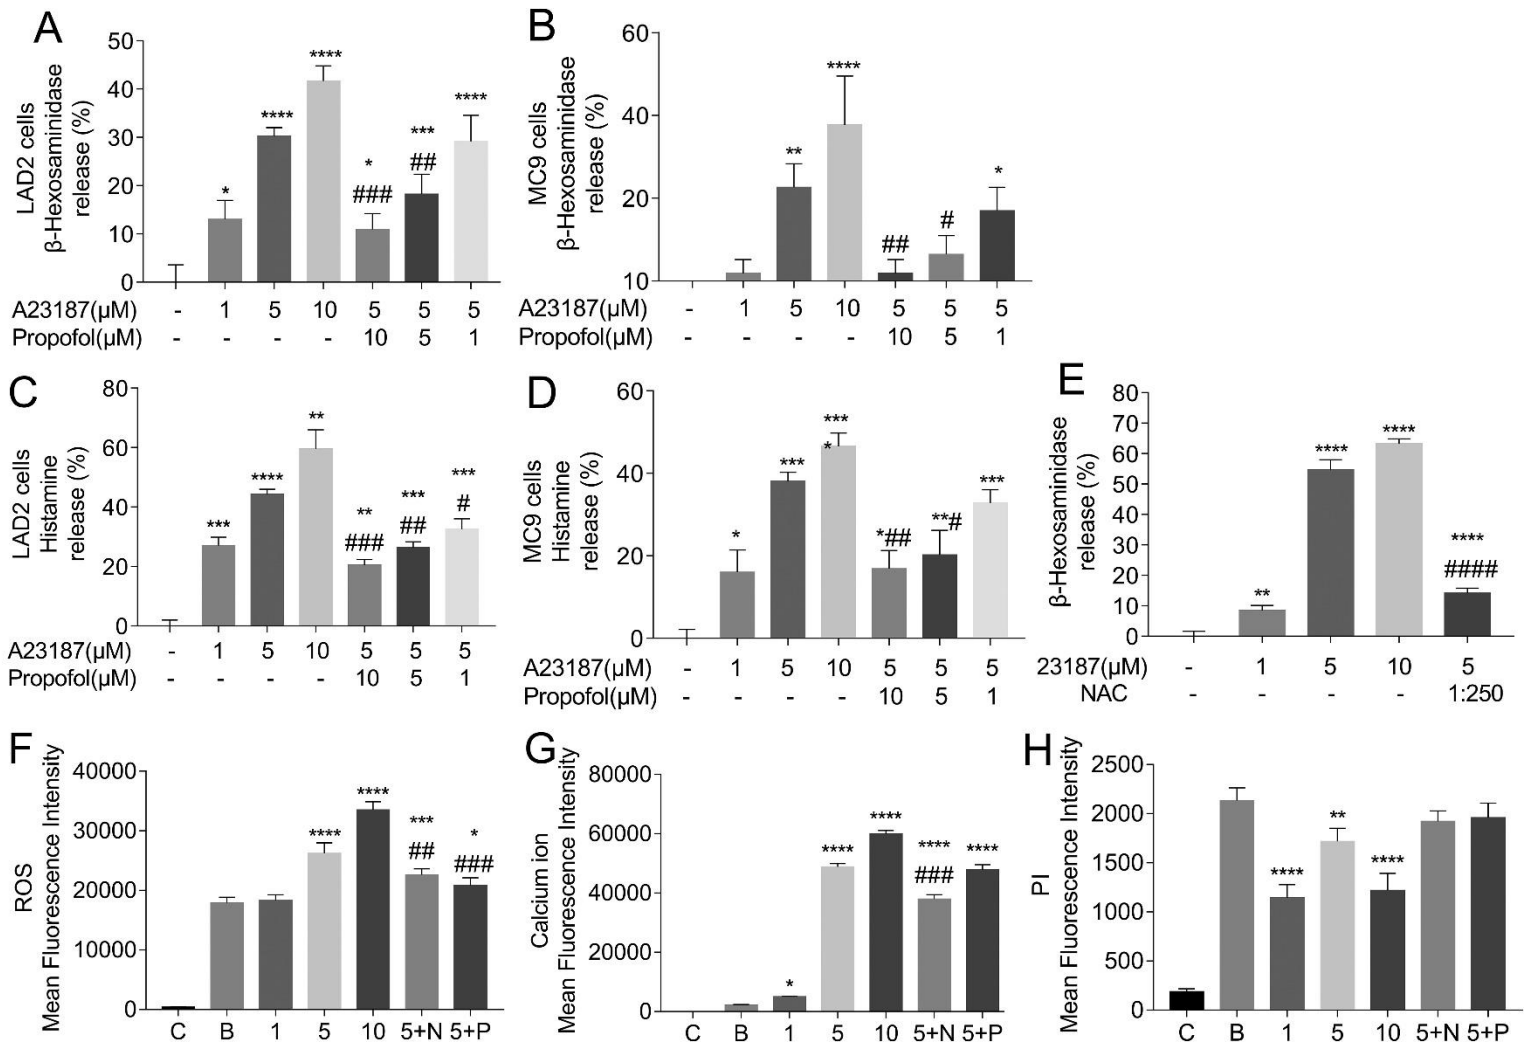 A
LAD2 cells
β-Hexosaminidase
release (%)
50
40
30
20
10
0
*
****
****
*
###
***
##
****
A23187(μM) - 1 5 10 5 5 5
Propofol(μM) - - - - 10 5 1
B
MC9 cells
β-Hexosaminidase
release (%)
60
40
20
10
**
****
##
#
*
A23187(μM) - 1 5 10 5 5 5
Propofol(μM) - - - - 10 5 1
C
LAD2 cells
Histamine
release (%)
80
60
40
20
0
***
****
**
**
###
***
##
***
#
A23187(μM) - 1 5 10 5 5 5
Propofol(μM) - - - - 10 5 1
D
MC9 cells
Histamine
release (%)
60
40
20
0
*
***
***
*
*##
**#
***
A23187(μM) - 1 5 10 5 5 5
Propofol(μM) - - - - 10 5 1
E
β-Hexosaminidase
release (%)
80
70
60
50
40
30
20
10
0
**
****
****
****
####
23187(μM) - 1 5 10 5
NAC - - - - 1:250
F
ROS
Mean Fluorescence Intensity
40000
30000
20000
10000
0
****
****
***
##
*
###
C B 1 5 10 5+N 5+P
G
Calcium ion
Mean Fluorescence Intensity
80000
60000
40000
20000
0
*
****
****
****
###
****
C B 1 5 10 5+N 5+P
H
PI
Mean Fluorescence Intensity
2500
2000
1500
1000
500
0
****
**
****
C B 1 5 10 5+N 5+P